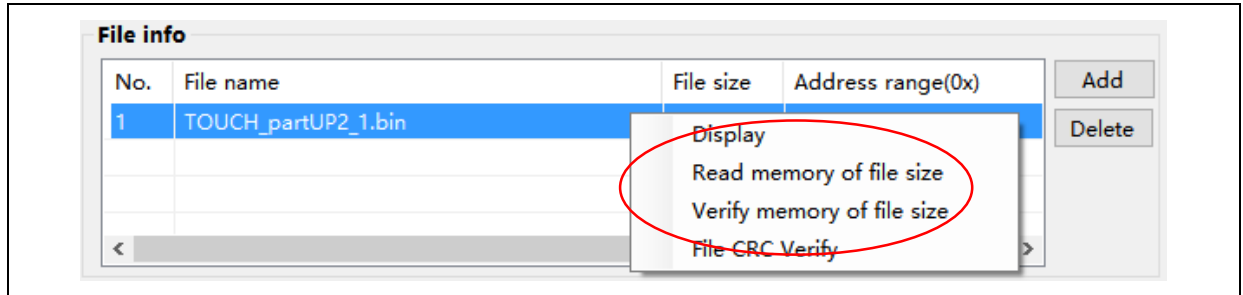 File info
No. File name File size Address range(0x) Add
1 TOUCH_partUP2_1.bin Delete
Display
Read memory of file size
Verify memory of file size
File CRC Verify